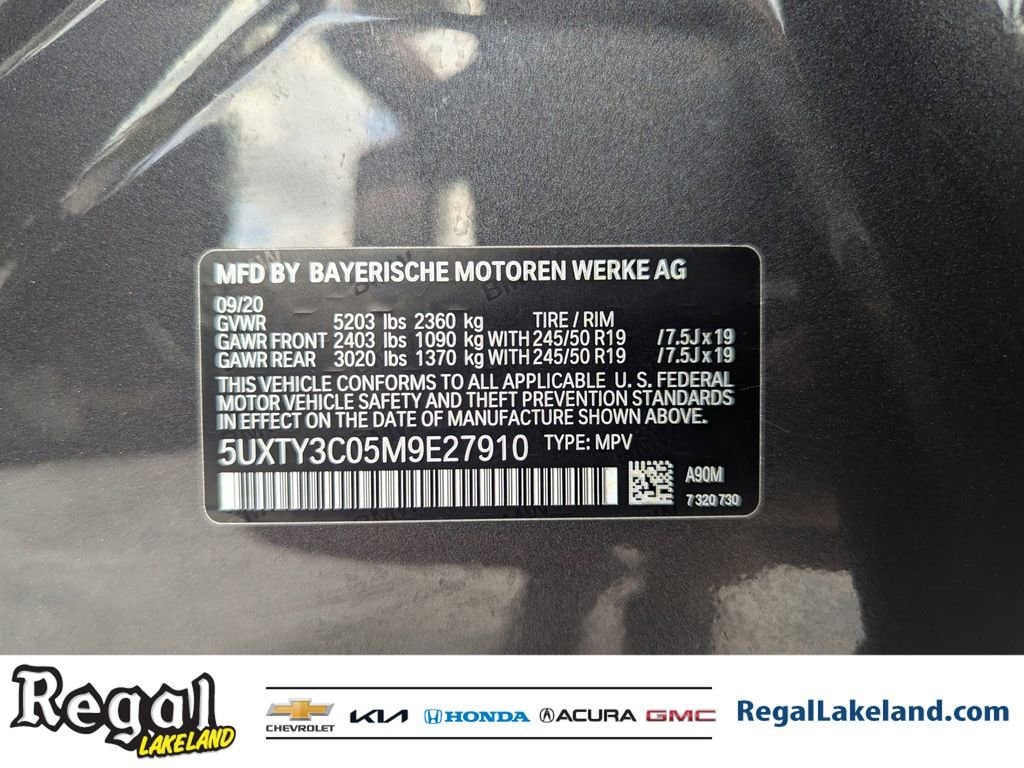 MFD BY BAYERISCHE MOTOREN WERKE AG
09/20
GVWR 5203 lbs 2360 kg TIRE / RIM
GAWR FRONT 2403 lbs 1090 kg WITH 245/50 R19 /7.5J x 19
GAWR REAR 3020 lbs 1370 kg WITH 245/50 R19 /7.5J x 19
THIS VEHICLE CONFORMS TO ALL APPLICABLE U. S. FEDERAL
MOTOR VEHICLE SAFETY AND THEFT PREVENTION STANDARDS
IN EFFECT ON THE DATE OF MANUFACTURE SHOWN ABOVE.
5UXTY3C05M9E27910 TYPE: MPV
A90M
7 320 730
Regal
LAKELAND
CHEVROLET KIA HONDA ACURA GMC
RegalLakeland.com